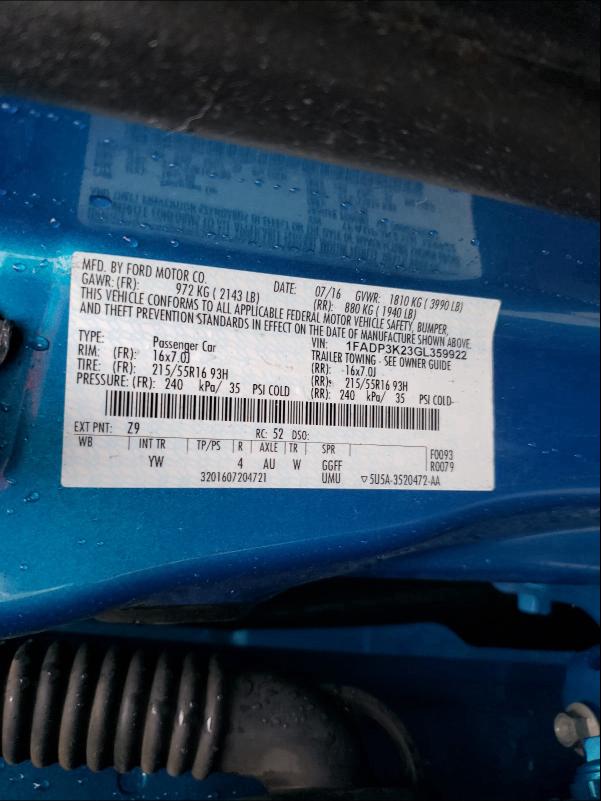 MFD. BY FORD MOTOR CO. DATE: 07/16 GVWR: 1810 KG ( 3990 LB)
GAWR: (FR): 972 KG ( 2143 LB) (RR): 880 KG ( 1940 LB)
THIS VEHICLE CONFORMS TO ALL APPLICABLE FEDERAL MOTOR VEHICLE SAFETY, BUMPER,
AND THEFT PREVENTION STANDARDS IN EFFECT ON THE DATE OF MANUFACTURE SHOWN ABOVE.
VIN: 1FADP3K23GL359922
TYPE: Passenger Car TRAILER TOWING - SEE OWNER GUIDE
RIM: (FR): 16x7.0J (RR): -16x7.0J
TIRE: (FR): 215/55R16 93H (RR): 215/55R16 93H
PRESSURE: (FR): 240 kPa/ 35 PSI COLD (RR): 240 kPa/ 35 PSI COLD
EXT PNT: Z9 RC: 52 DSO:
WB INT TR TP/PS R AXLE TR SPR F0093
YW 4 AU W GGFF R0079
3201607204721 UMU ▽5U5A-3520472-AA